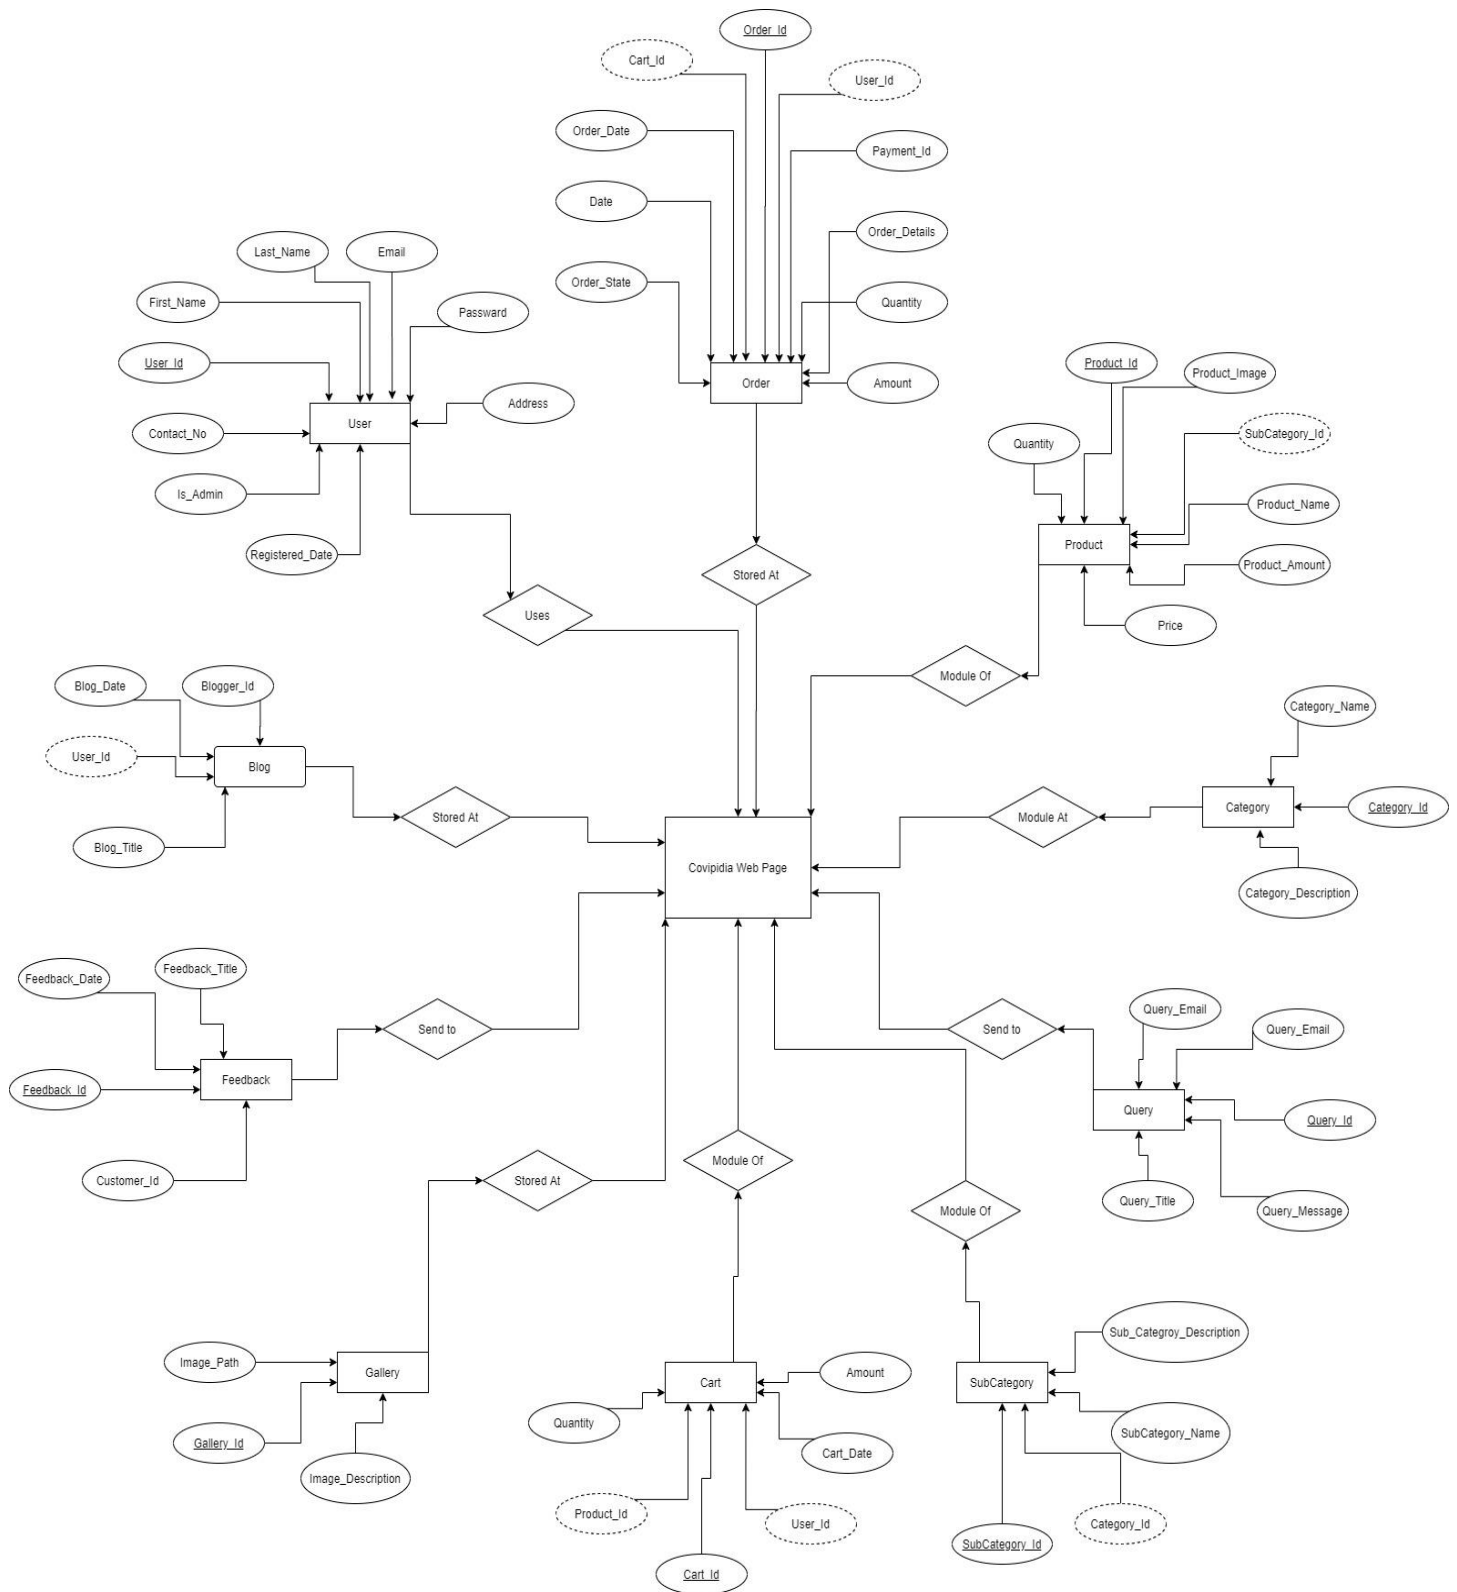 Order_Id
Cart_Id
User_Id
Order_Date
Payment_Id
Date
Order_Details
Last_Name
Email
Order_State
Quantity
First_Name
Passward
User_Id
Order
Amount
Product_Id
Product_Image
User
Address
Contact_No
Quantity
SubCategory_Id
Is_Admin
Product_Name
Registered_Date
Product
Product_Amount
Stored At
Uses
Price
Blog_Date
Blogger_Id
Module Of
Category_Name
User_Id
Blog
Stored At
Module At
Category
Category_Id
Blog_Title
Covipidia Web Page
Category_Description
Feedback_Date
Feedback_Title
Query_Email
Query_Email
Send to
Send to
Feedback
Feedback_Id
Query
Query_Id
Customer_Id
Stored At
Module Of
Module Of
Query_Title
Query_Message
Image_Path
Gallery
Cart
Amount
SubCategory
Sub_Categroy_Description
Quantity
SubCategory_Name
Gallery_Id
Cart_Date
Image_Description
Product_Id
User_Id
Category_Id
SubCategory_Id
Cart_Id